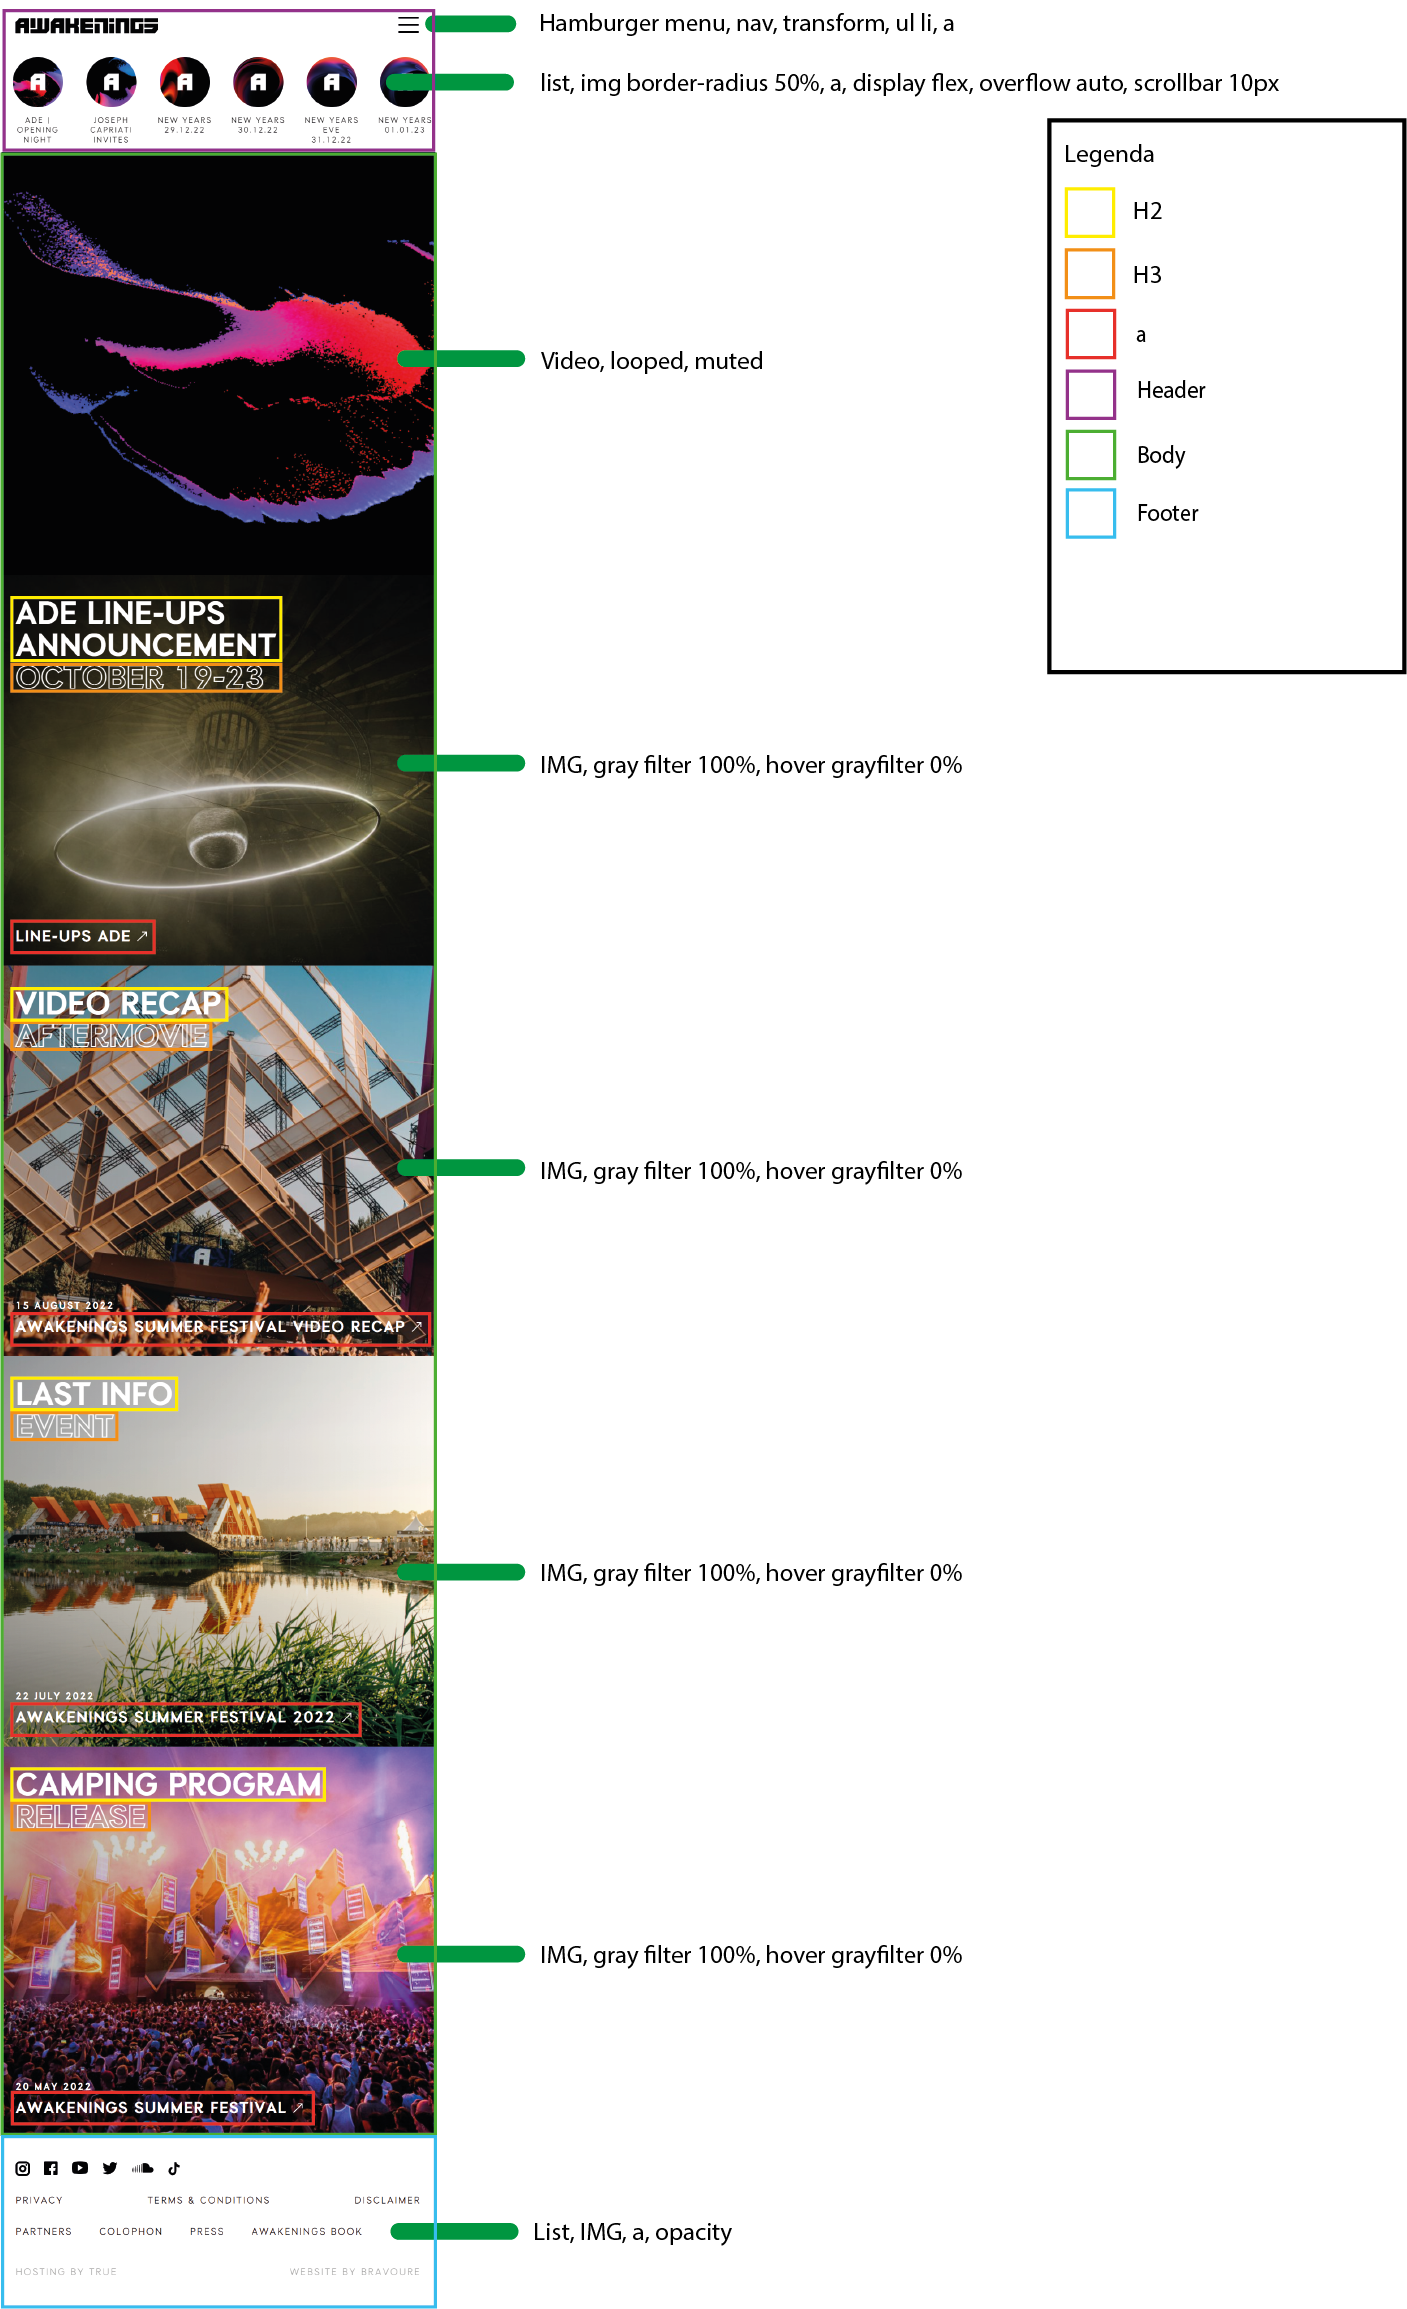 AWAKENINGS
Hamburger menu, nav, transform, ul li, a
A A A A A
list, img border-radius 50%, a, display flex, overflow auto, scrollbar 10px
ADE |
OPENING
NIGHT
JOSEPH
CAPRIATI
INVITES
NEW YEARS
29.12.22
NEW YEARS
30.12.22
NEW YEARS
EVE
31.12.22
NEW YEARS
01.01.23
Legenda
H2
H3
a
Header
Body
Footer
Video, looped, muted
ADE LINE-UPS
ANNOUNCEMENT
OCTOBER 19-23
IMG, gray filter 100%, hover grayfilter 0%
LINE-UPS ADE ↗
VIDEO RECAP
AFTERMOVIE
IMG, gray filter 100%, hover grayfilter 0%
A
15 AUGUST 2022
AWAKENINGS SUMMER FESTIVAL VIDEO RECAP ↗
LAST INFO
EVENT
IMG, gray filter 100%, hover grayfilter 0%
22 JULY 2022
AWAKENINGS SUMMER FESTIVAL 2022 ↗
CAMPING PROGRAM
RELEASE
IMG, gray filter 100%, hover grayfilter 0%
20 MAY 2022
AWAKENINGS SUMMER FESTIVAL ↗
PRIVACY TERMS & CONDITIONS DISCLAIMER
PARTNERS COLOPHON PRESS AWAKENINGS BOOK
List, IMG, a, opacity
HOSTING BY TRUE WEBSITE BY BRAVOURE